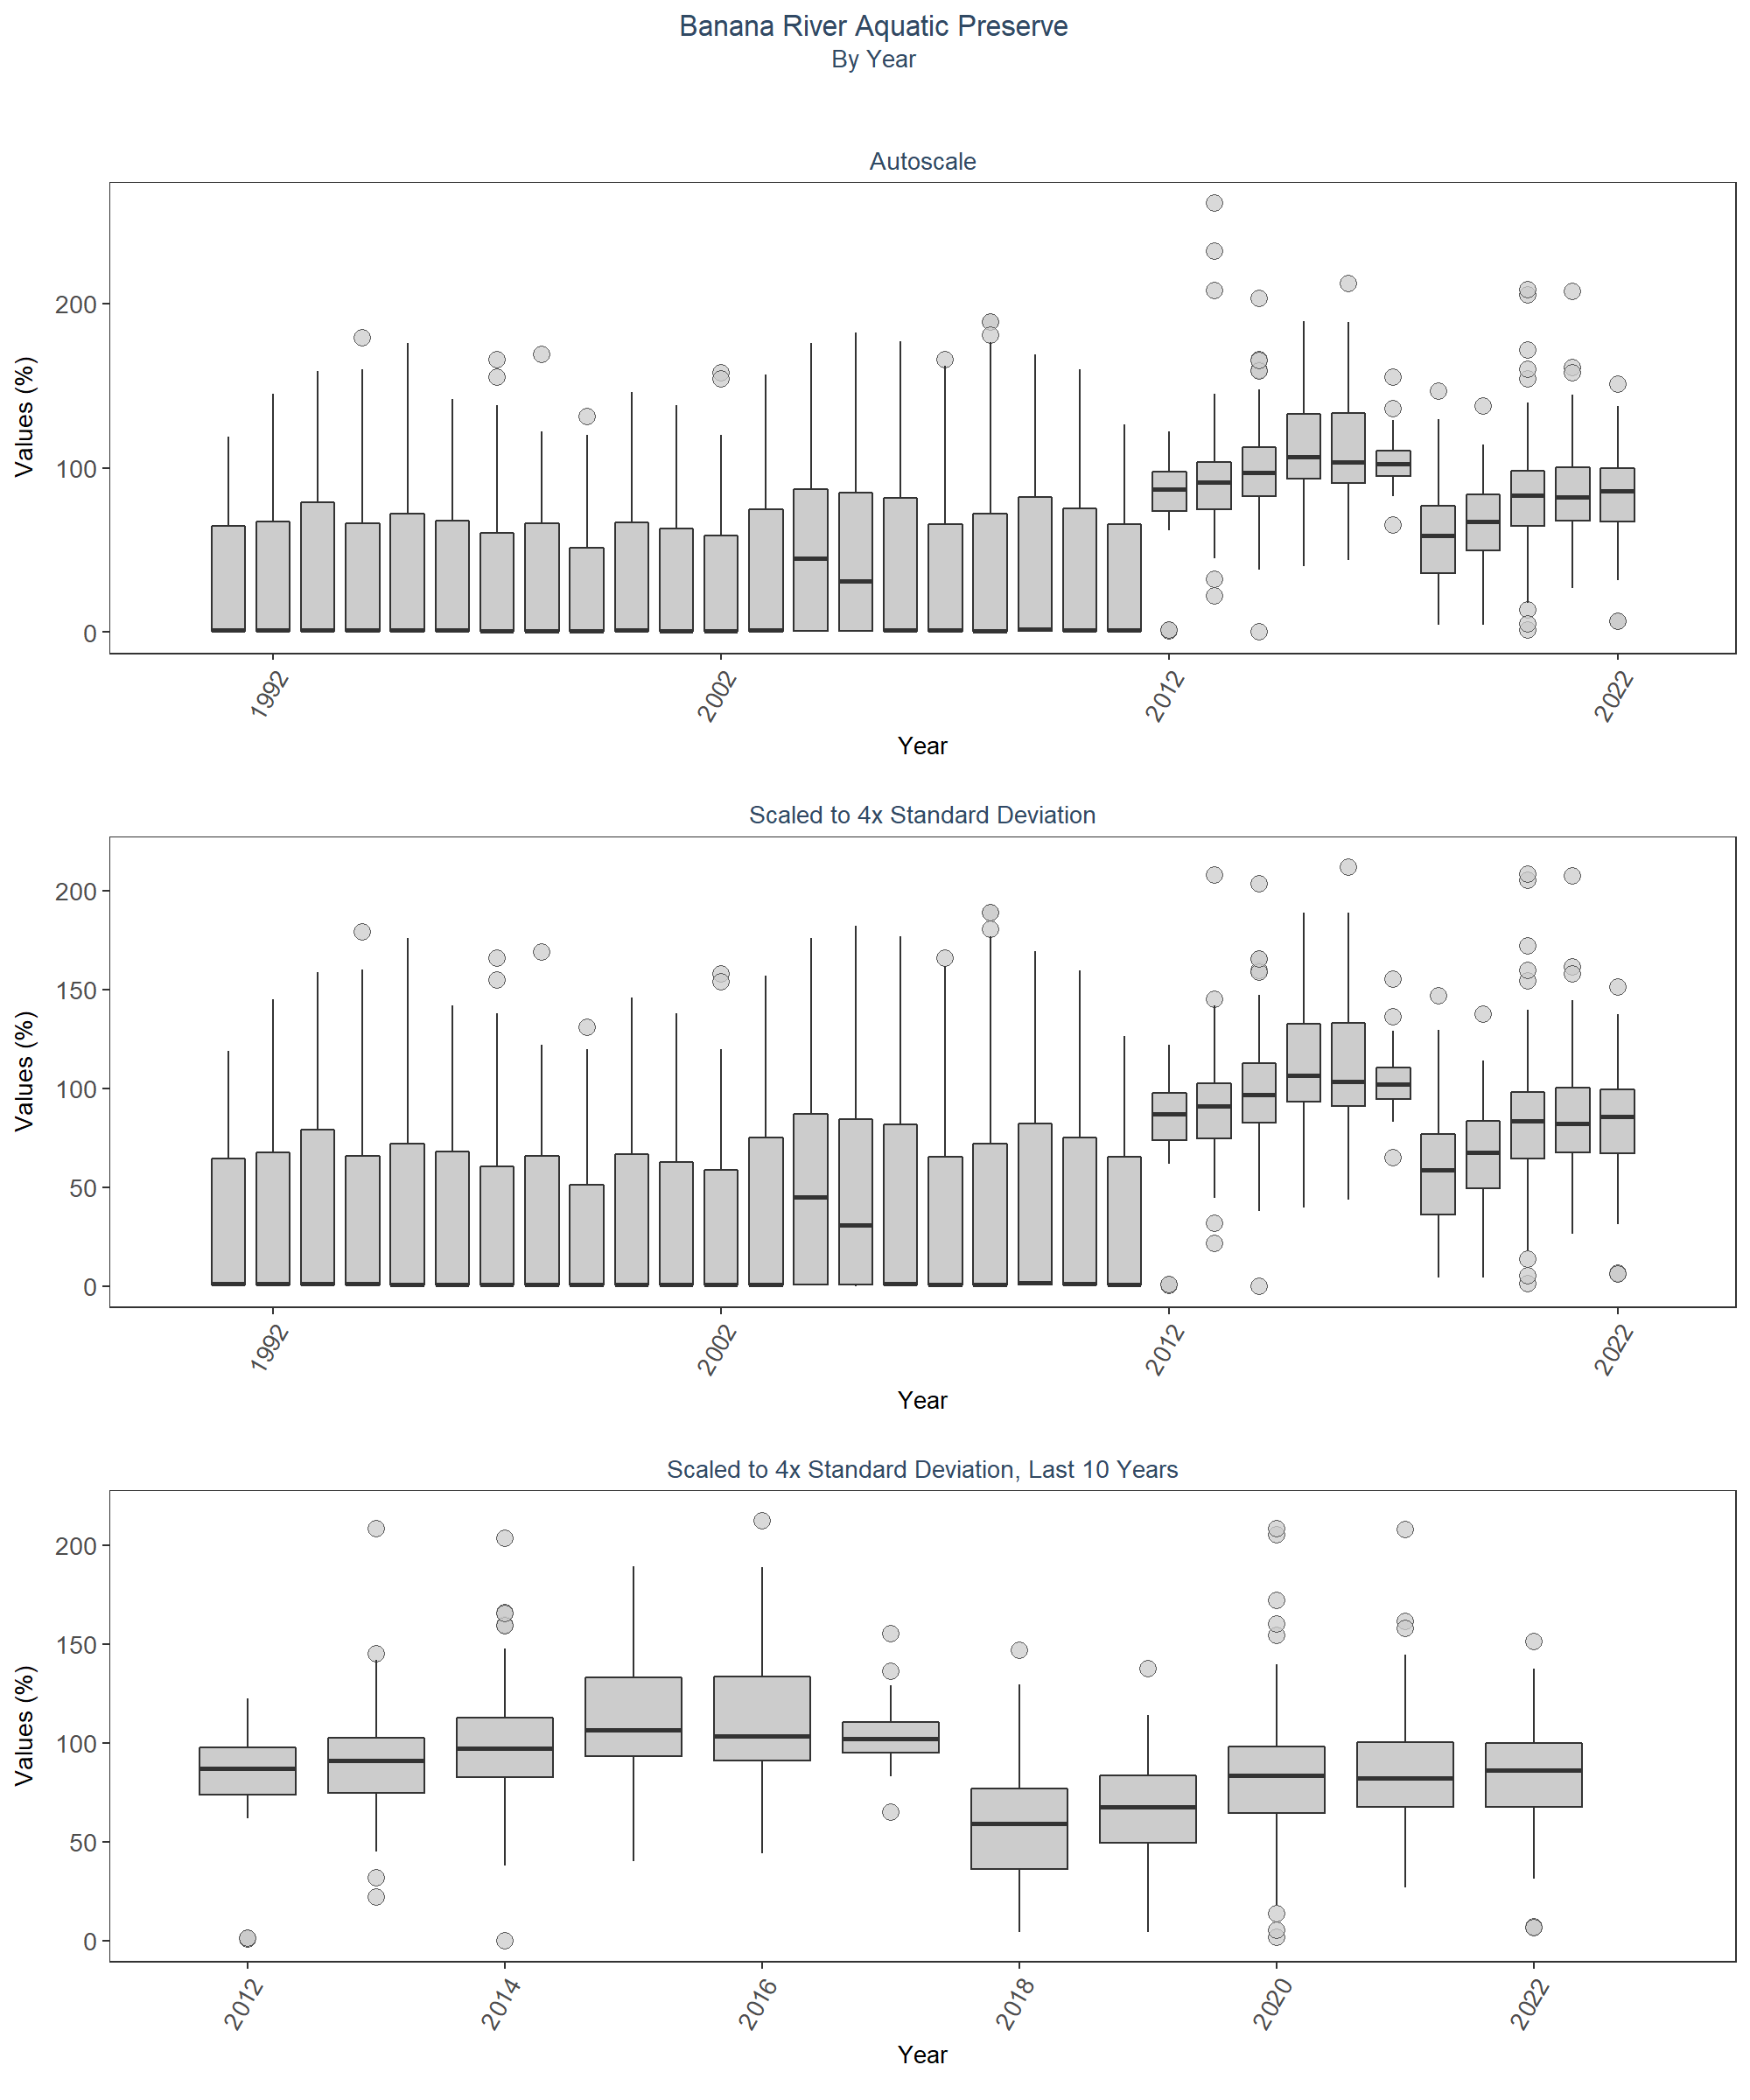 Banana River Aquatic Preserve
By Year
Autoscale
Values (%)
200
100
0
1992
2002
2012
2022
Year
Scaled to 4x Standard Deviation
Values (%)
200
150
100
50
0
1992
2002
2012
2022
Year
Scaled to 4x Standard Deviation, Last 10 Years
Values (%)
200
150
100
50
0
2012
2014
2016
2018
2020
2022
Year